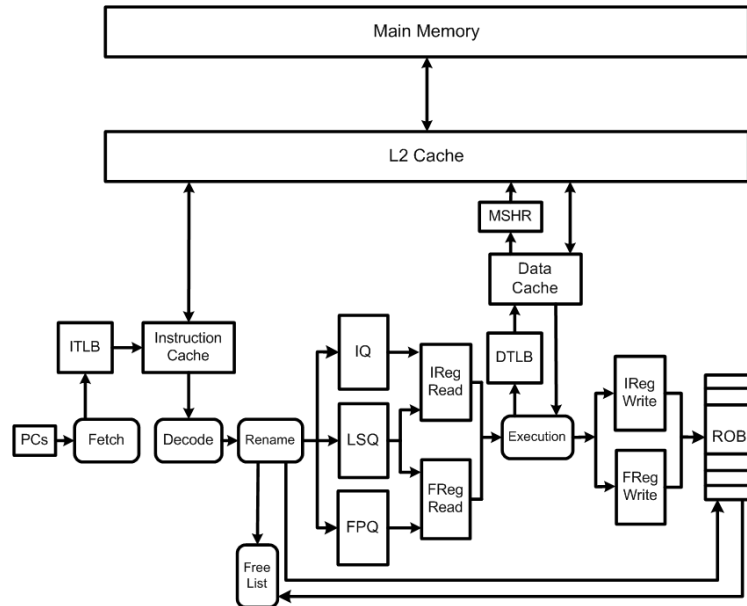 Main Memory
L2 Cache
MSHR
Data
Cache
ITLB
Instruction
Cache
IQ
IReg
Read
DTLB
IReg
Write
PCs
Fetch
Decode
Rename
LSQ
Execution
ROB
FPQ
FReg
Read
FReg
Write
Free
List